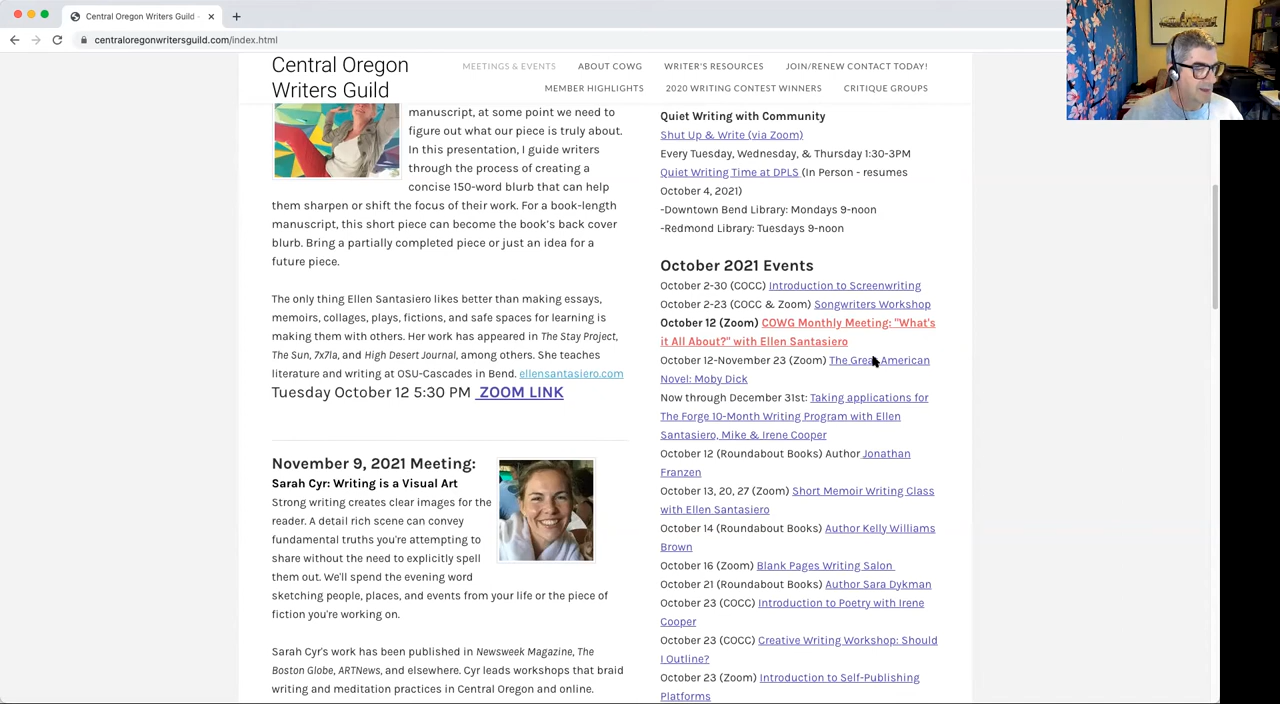 Central Oregon Writers Guild -
centraloregonwritersguild.com/index.html
Central Oregon
Writers Guild
MEETINGS & EVENTS
ABOUT COWG
WRITER'S RESOURCES
JOIN/RENEW CONTACT TODAY!
MEMBER HIGHLIGHTS
2020 WRITING CONTEST WINNERS
CRITIQUE GROUPS
manuscript, at some point we need to
figure out what our piece is truly about.
In this presentation, I guide writers
through the process of creating a
concise 150-word blurb that can help
them sharpen or shift the focus of their work. For a book-length
manuscript, this short piece can become the book's back cover
blurb. Bring a partially completed piece or just an idea for a
future piece.
The only thing Ellen Santasiero likes better than making essays,
memoirs, collages, plays, fictions, and safe spaces for learning is
making them with others. Her work has appeared in The Stay Project,
The Sun, 7x7la, and High Desert Journal, among others. She teaches
literature and writing at OSU-Cascades in Bend. ellensantasiero.com
Tuesday October 12 5:30 PM ZOOM LINK
November 9, 2021 Meeting:
Sarah Cyr: Writing is a Visual Art
Strong writing creates clear images for the
reader. A detail rich scene can convey
fundamental truths you're attempting to
share without the need to explicitly spell
them out. We'll spend the evening word
sketching people, places, and events from your life or the piece of
fiction you're working on.
Sarah Cyr's work has been published in Newsweek Magazine, The
Boston Globe, ARTNews, and elsewhere. Cyr leads workshops that braid
writing and meditation practices in Central Oregon and online.
Quiet Writing with Community
Shut Up & Write (via Zoom)
Every Tuesday, Wednesday, & Thursday 1:30-3PM
Quiet Writing Time at DPLS (In Person - resumes
October 4, 2021)
-Downtown Bend Library: Mondays 9-noon
-Redmond Library: Tuesdays 9-noon
October 2021 Events
October 2-30 (COCC) Introduction to Screenwriting
October 2-23 (COCC & Zoom) Songwriters Workshop
October 12 (Zoom) COWG Monthly Meeting: "What's
it All About?" with Ellen Santasiero
October 12-November 23 (Zoom) The Great American
Novel: Moby Dick
Now through December 31st: Taking applications for
The Forge 10-Month Writing Program with Ellen
Santasiero, Mike & Irene Cooper
October 12 (Roundabout Books) Author Jonathan
Franzen
October 13, 20, 27 (Zoom) Short Memoir Writing Class
with Ellen Santasiero
October 14 (Roundabout Books) Author Kelly Williams
Brown
October 16 (Zoom) Blank Pages Writing Salon
October 21 (Roundabout Books) Author Sara Dykman
October 23 (COCC) Introduction to Poetry with Irene
Cooper
October 23 (COCC) Creative Writing Workshop: Should
I Outline?
October 23 (Zoom) Introduction to Self-Publishing
Platforms